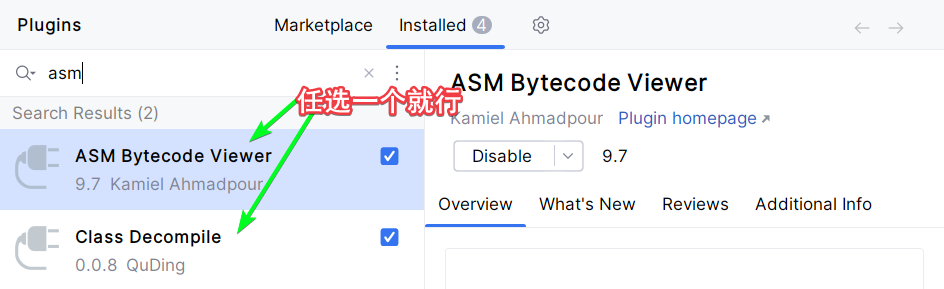 Plugins
Marketplace
Installed 4
asm
Search Results (2)
ASM Bytecode Viewer
9.7 Kamiel Ahmadpour
Class Decompile
0.0.8 QuDing
任选一个就行
ASM Bytecode Viewer
Kamiel Ahmadpour Plugin homepage
Disable 9.7
Overview What's New Reviews Additional Info